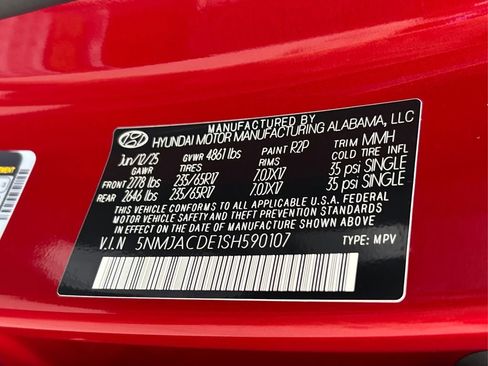 MANUFACTURED BY
HYUNDAI MOTOR MANUFACTURING ALABAMA, LLC
Jun/12/25 GVWR 4861 lbs PAINT R2P TRIM MMH
GAWR TIRES RIMS COLD TIRE INFL
FRONT 2778 lbs 235/65R17 7.0JX17 35 psi SINGLE
REAR 2646 lbs 235/65R17 7.0JX17 35 psi SINGLE
THIS VEHICLE CONFORMS TO ALL APPLICABLE U.S.A. FEDERAL
MOTOR VEHICLE SAFETY AND THEFT PREVENTION STANDARDS
IN EFFECT ON THE DATE OF MANUFACTURE SHOWN ABOVE.
V.I.N 5NMJACDE1SH590107 TYPE: MPV